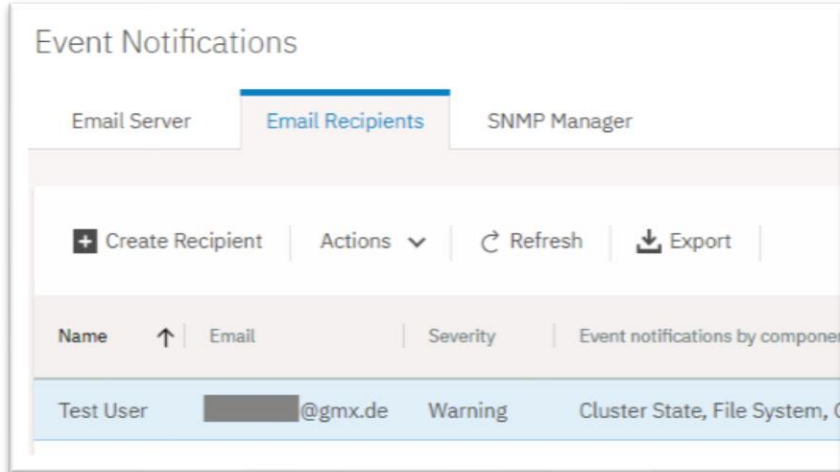 Event Notifications
Email Server Email Recipients SNMP Manager
Create Recipient Actions Refresh Export
Name Email Severity Event notifications by
Test User @gmx.de Warning Cluster State, File System,